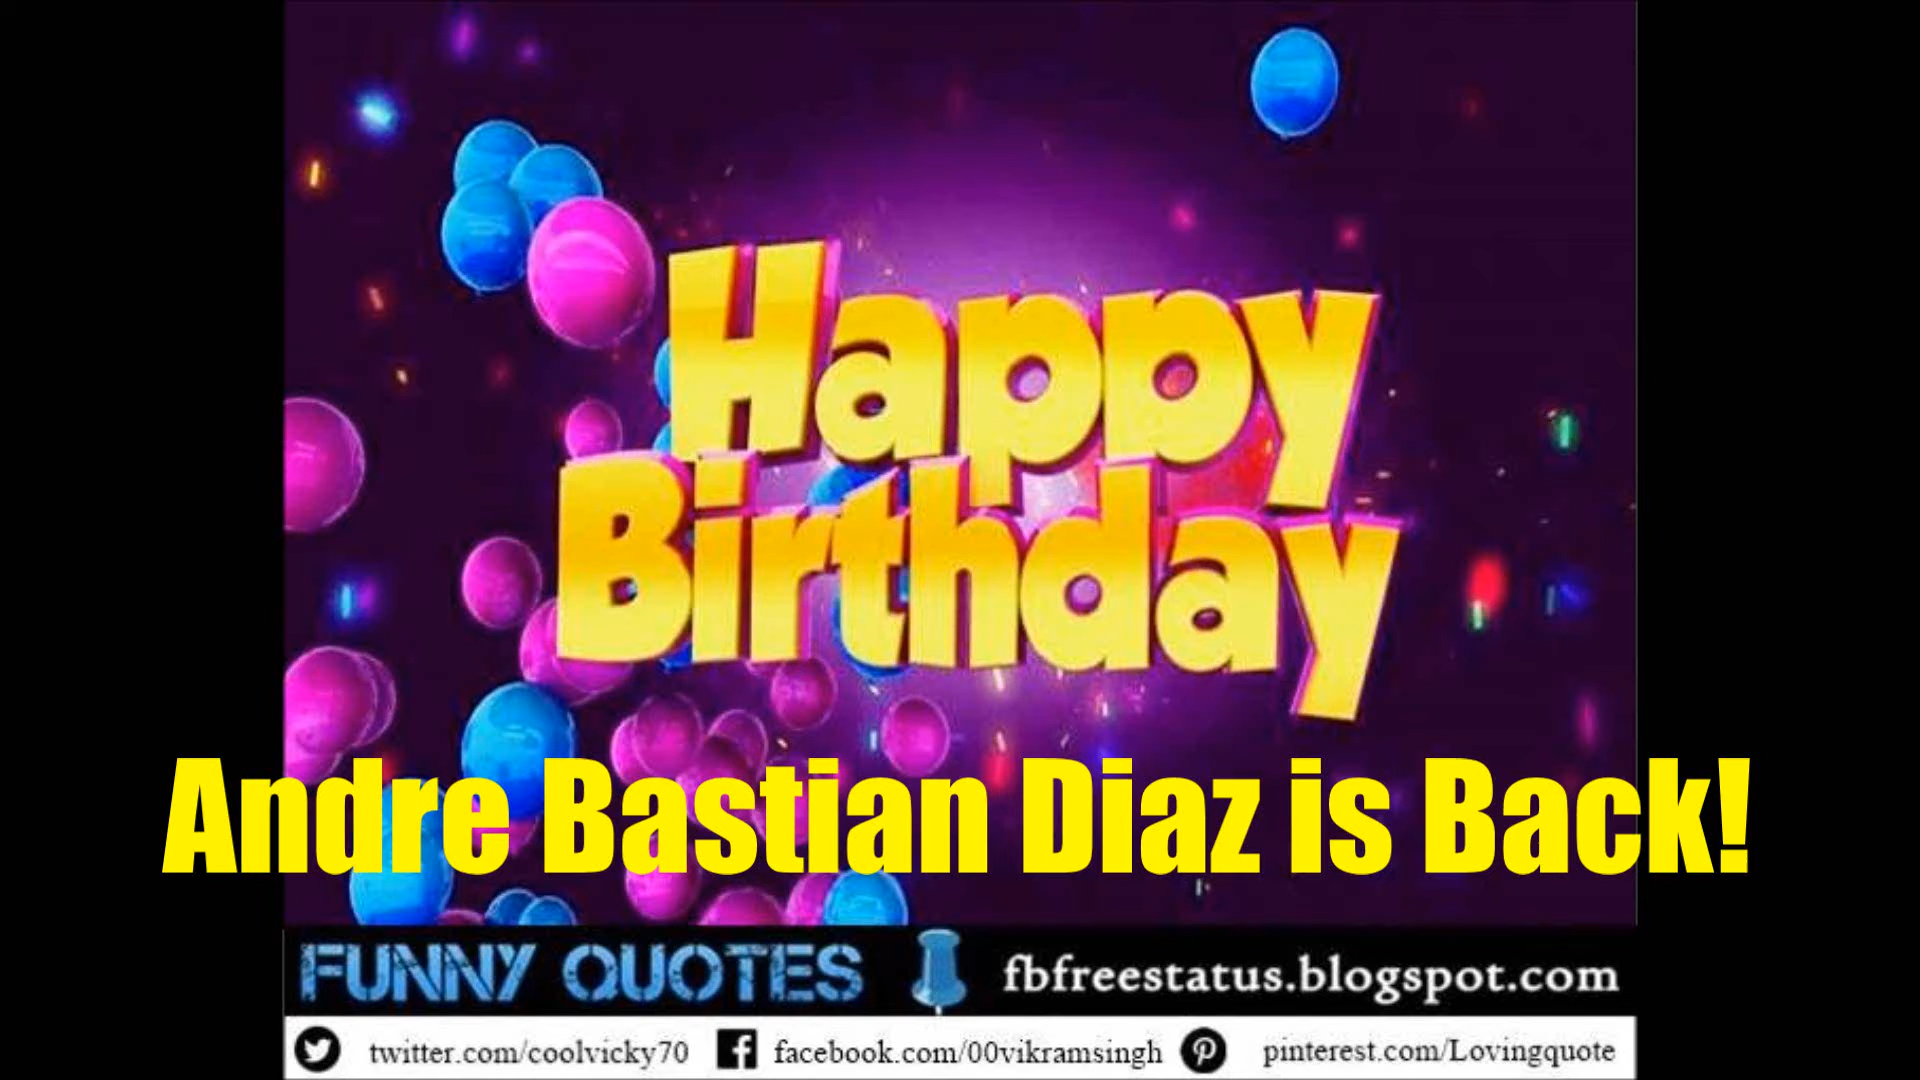 Happy
Birthday
Andre Bastian Diaz is Back!
FUNNY QUOTES fbfreestatus.blogspot.com
twitter.com/coolvicky70 facebook.com/00vikramsingh pinterest.com/Lovingquote